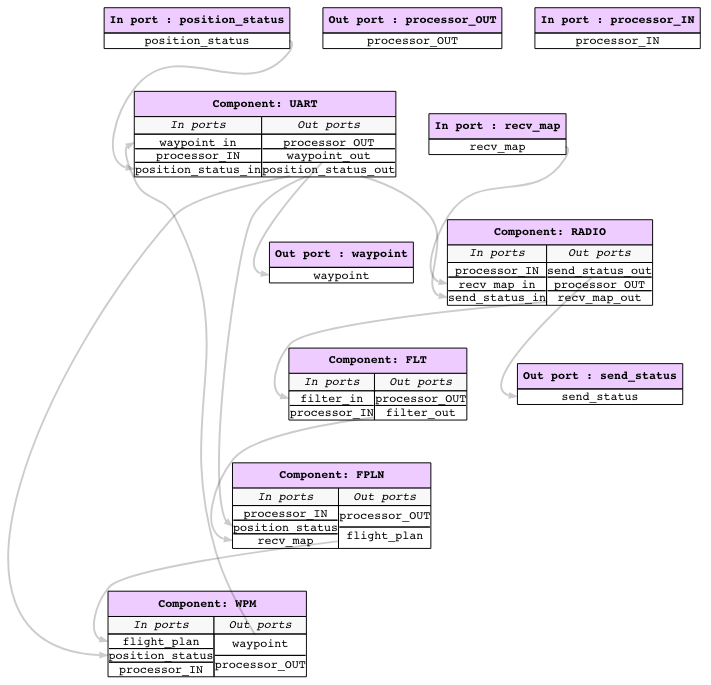 In port : position_status
position_status
Out port : processor_OUT
processor_OUT
In port : processor_IN
processor_IN
Component: UART
In ports Out ports
waypoint_in processor_OUT
processor_IN waypoint_out
position_status_in position_status_out
In port : recv_map
recv_map
Component: RADIO
In ports Out ports
processor_IN send_status_out
recv_map_in processor_OUT
send_status_in recv_map_out
Out port : waypoint
waypoint
Component: FLT
In ports Out ports
filter_in processor_OUT
processor_IN filter_out
Out port : send_status
send_status
Component: FPLN
In ports Out ports
processor_IN processor_OUT
position_status
recv_map flight_plan
Component: WPM
In ports Out ports
flight_plan waypoint
position_status
processor_IN processor_OUT